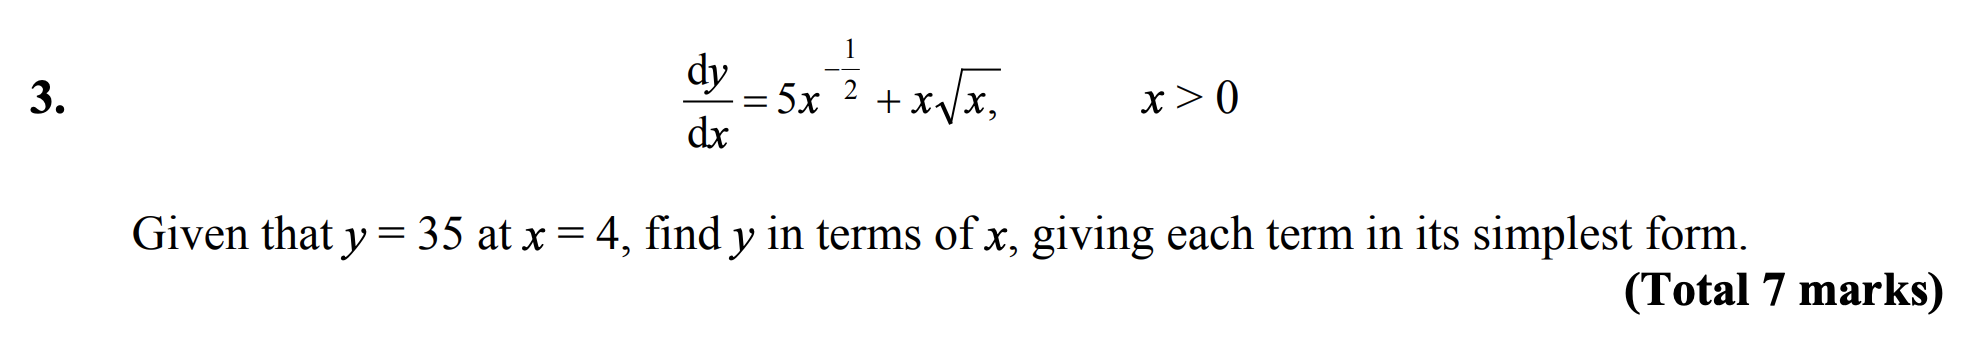 3. dy/dx = 5x^(-1/2) + x√x, x > 0
Given that y = 35 at x = 4, find y in terms of x, giving each term in its simplest form.
(Total 7 marks)